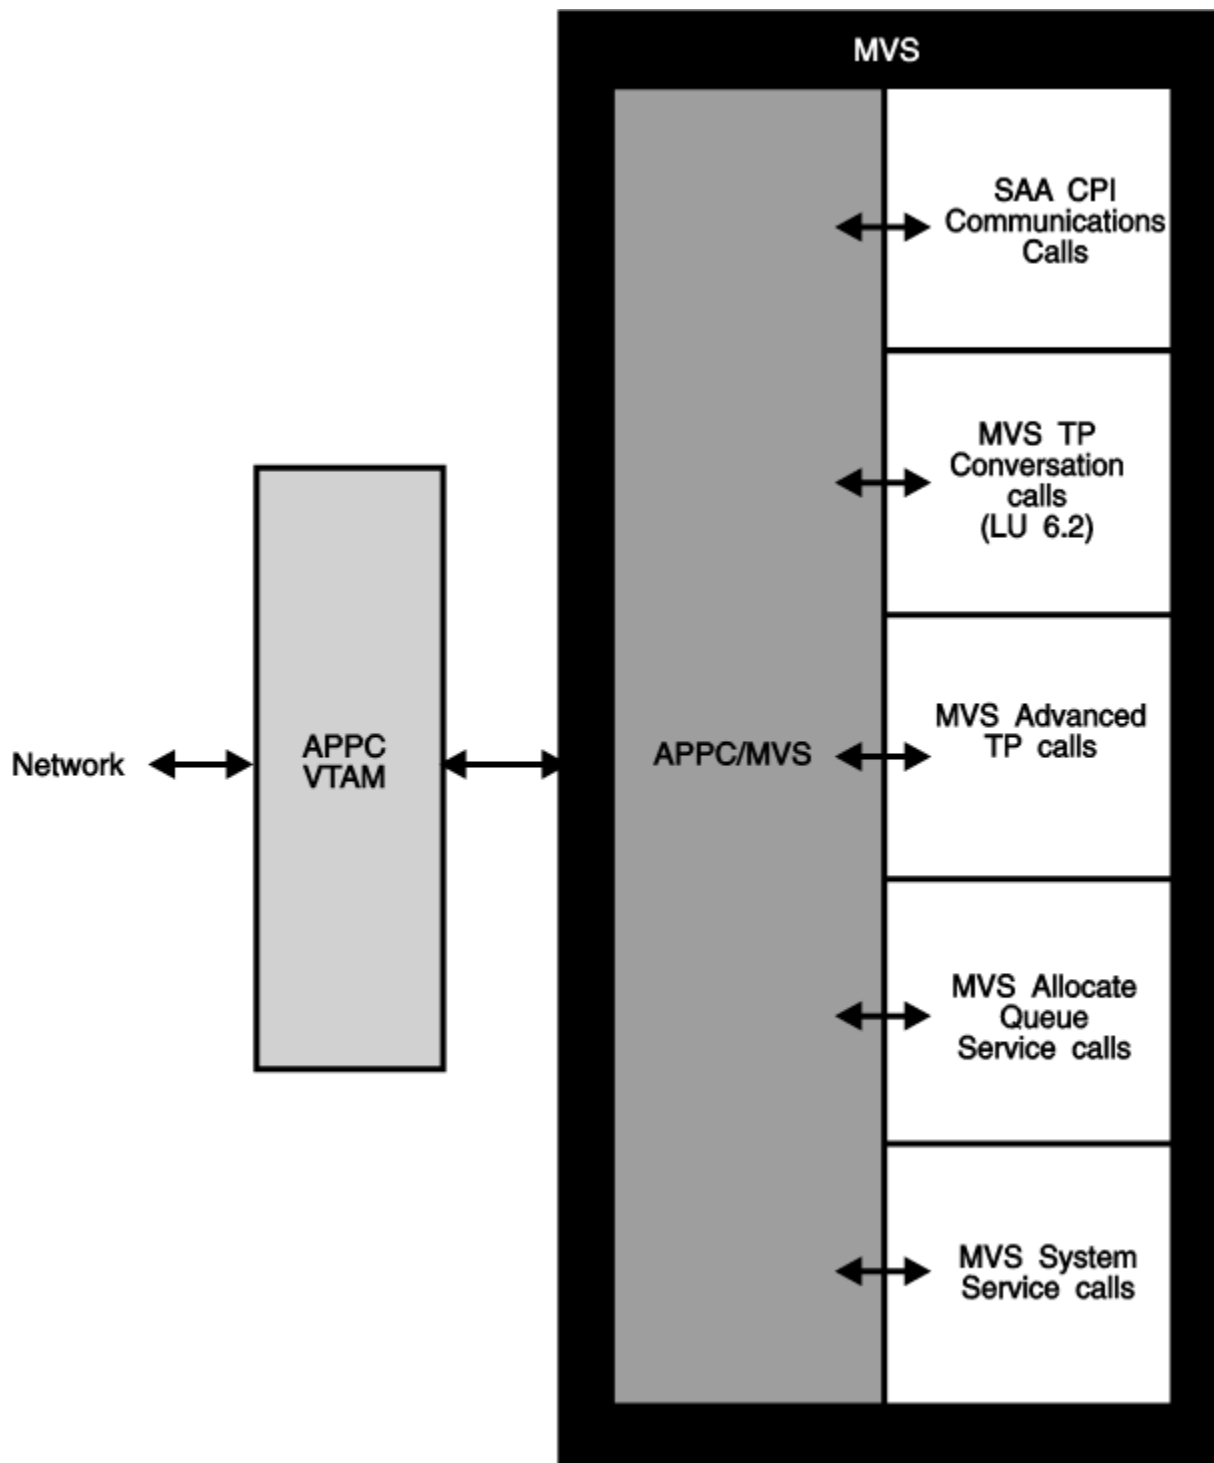 MVS
SAA CPI
Communications
Calls
MVS TP
Conversation
calls
(LU 6.2)
MVS Advanced
TP calls
MVS Allocate
Queue
Service calls
MVS System
Service calls
APPC/MVS
APPC
VTAM
Network